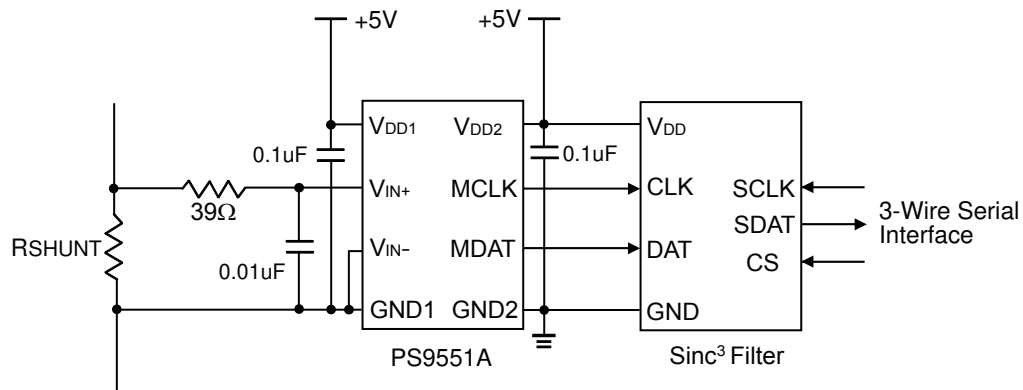 +5V
+5V
VDD1
VDD2
VDD
0.1uF
0.1uF
VIN+
MCLK
CLK
SCLK
39Ω
SDAT
3-Wire Serial
Interface
RSHUNT
VIN−
MDAT
DAT
CS
0.01uF
GND1
GND2
GND
PS9551A
Sinc³ Filter